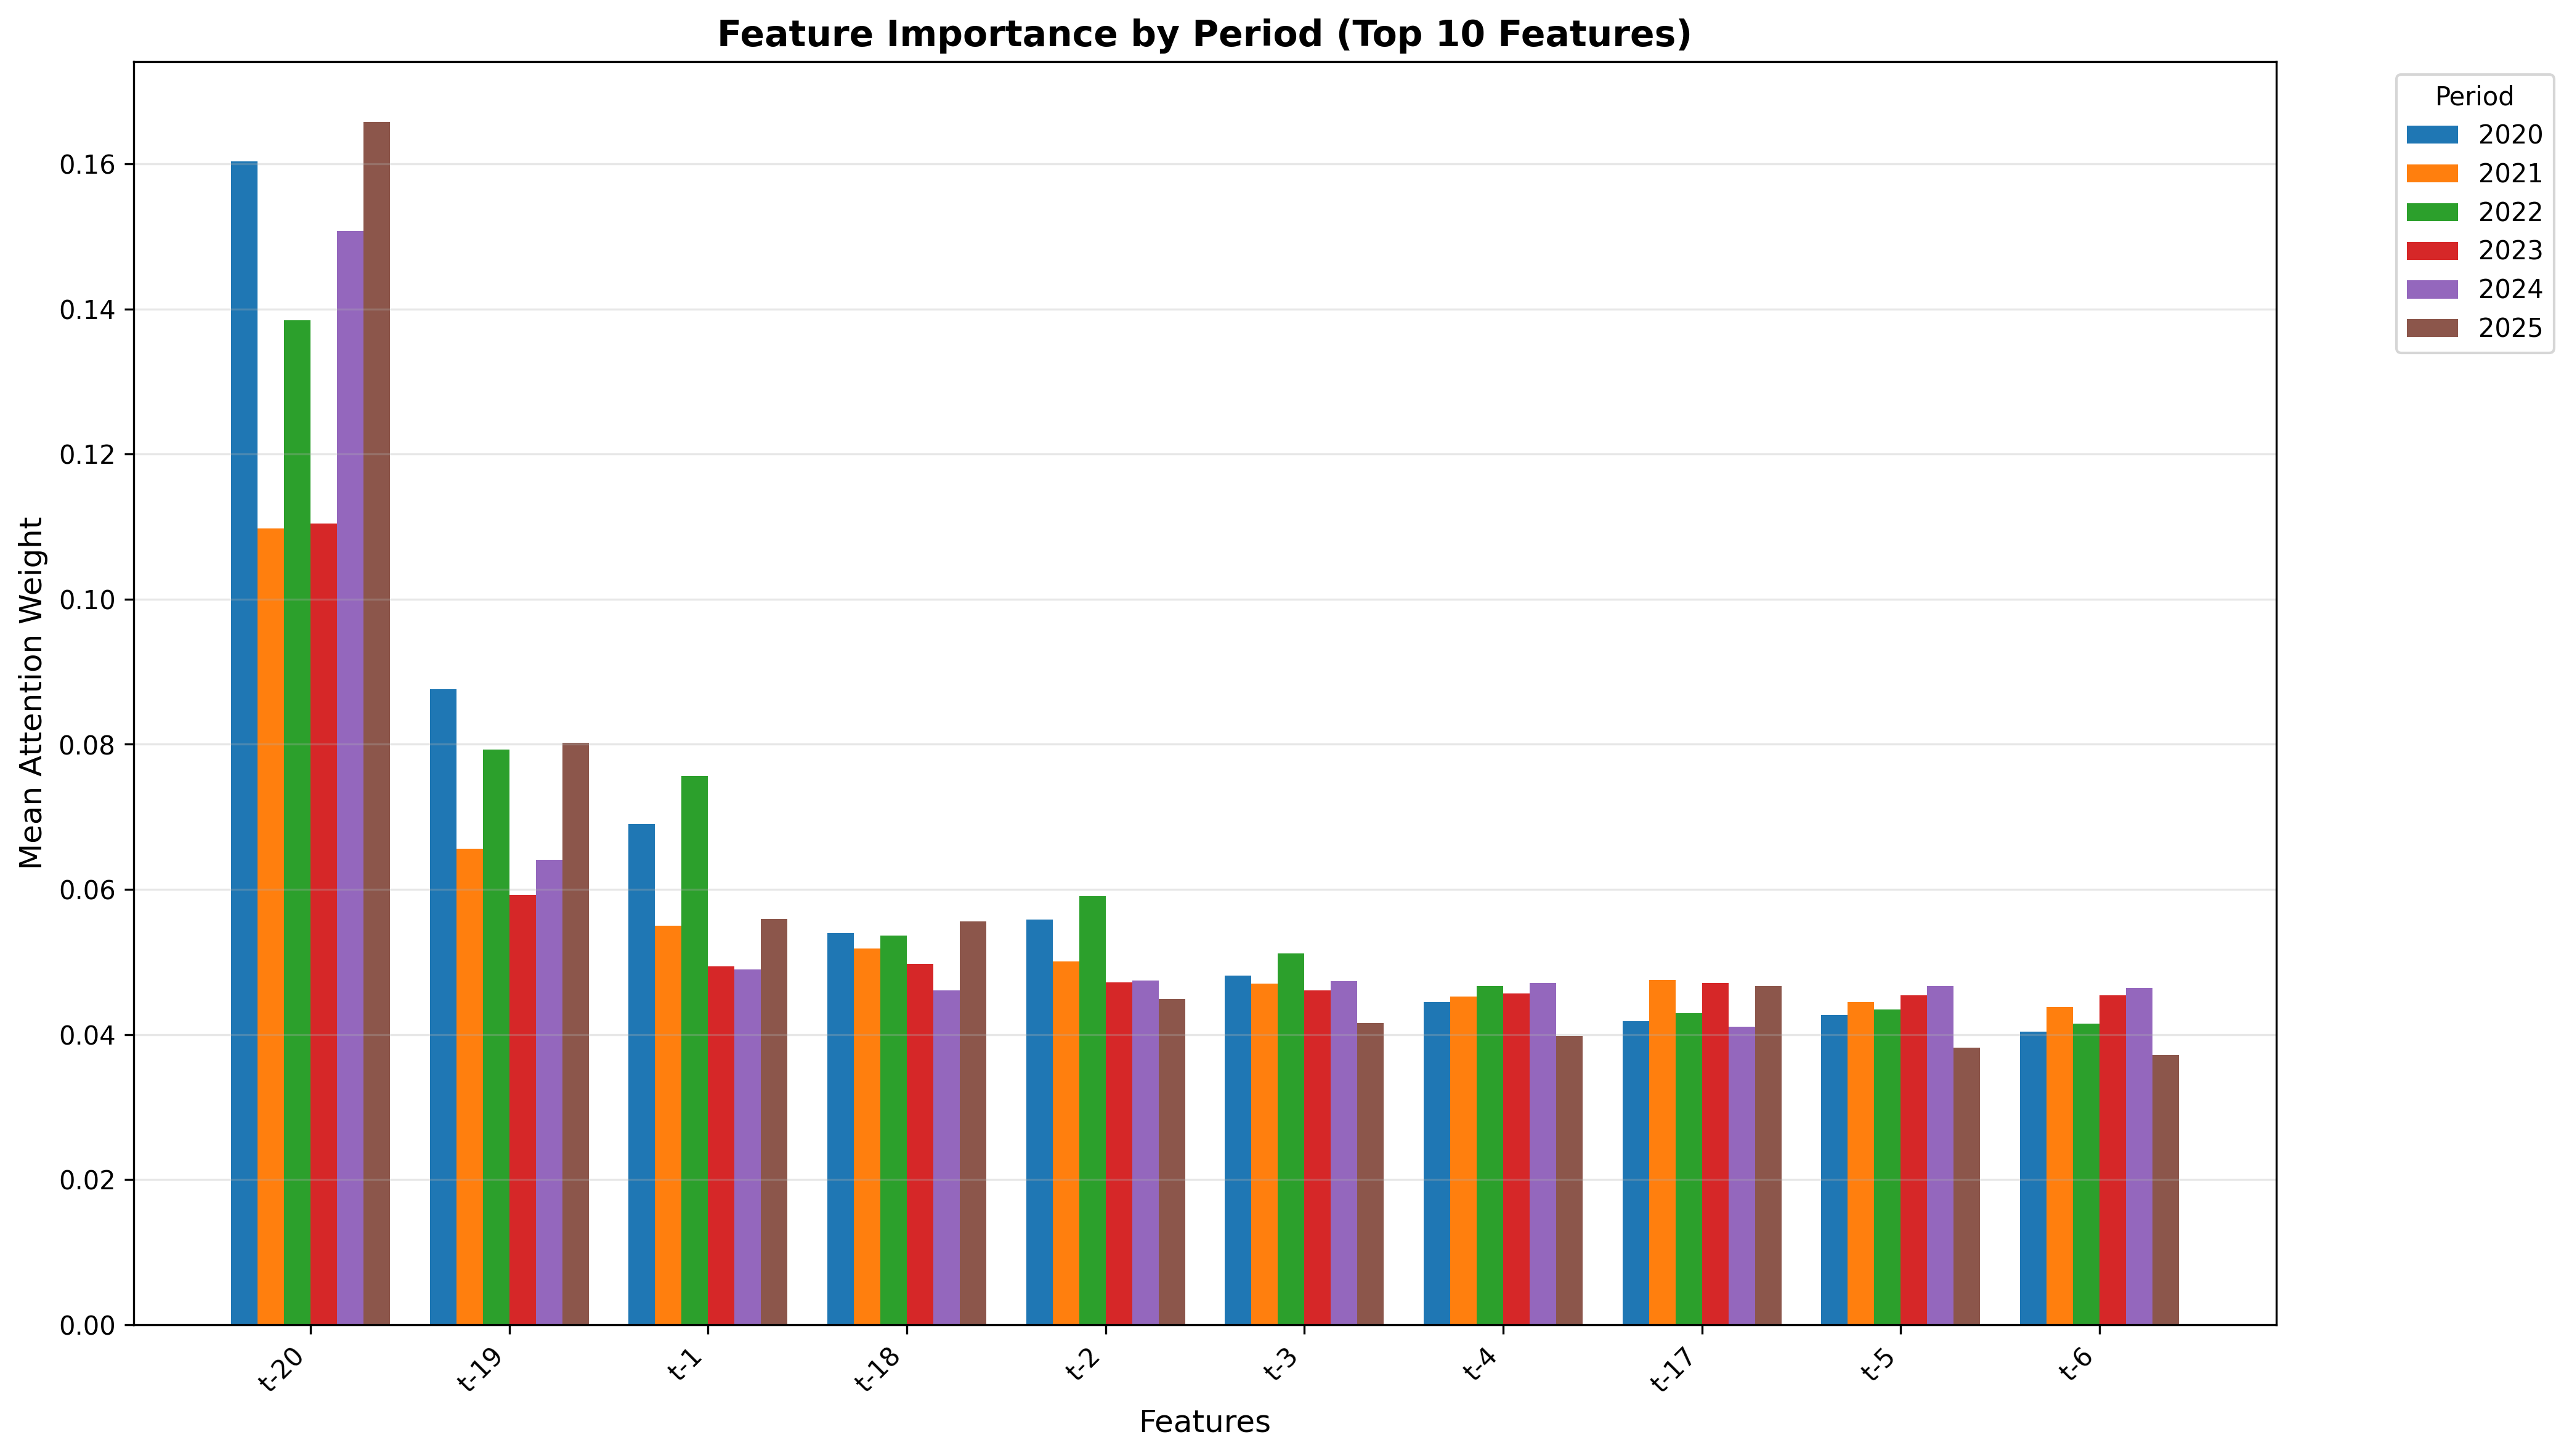 Feature Importance by Period (Top 10 Features)
Period
2020
2021
2022
2023
2024
2025
Mean Attention Weight
0.16
0.14
0.12
0.10
0.08
0.06
0.04
0.02
0.00
t-20
t-19
t-1
t-18
t-2
t-3
t-4
t-17
t-5
t-6
Features